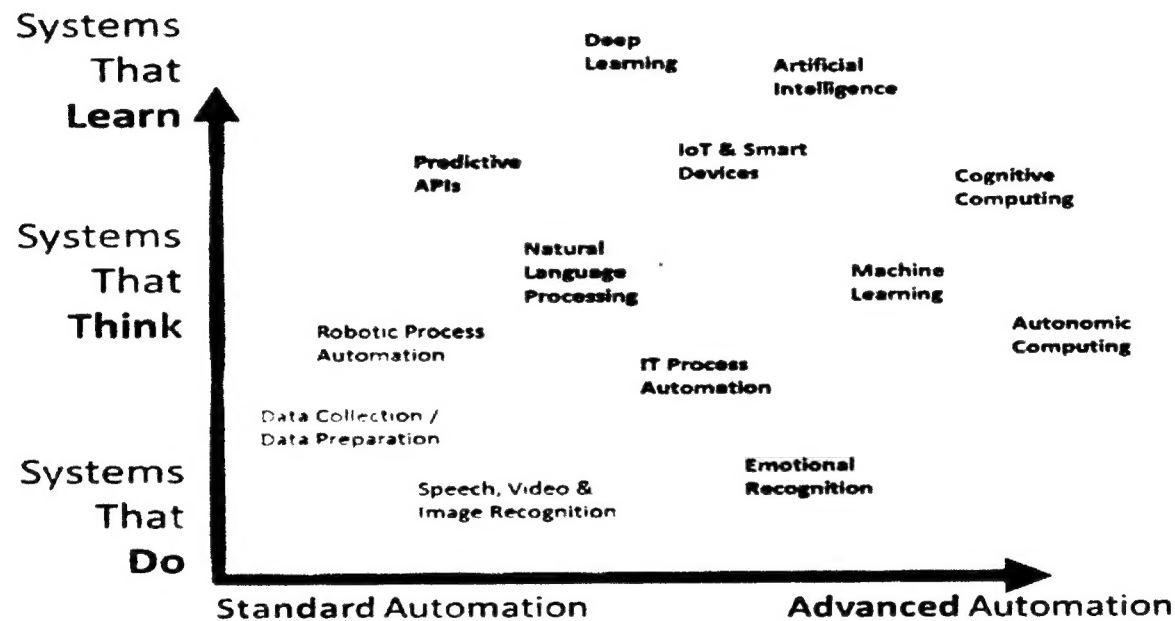 Systems
That
Learn
Deep
Learning
Artificial
Intelligence
Predictive
APIs
IoT & Smart
Devices
Cognitive
Computing
Systems
That
Think
Natural
Language
Processing
Machine
Learning
Robotic Process
Automation
IT Process
Automation
Autonomic
Computing
Data Collection /
Data Preparation
Systems
That
Do
Speech, Video &
Image Recognition
Emotional
Recognition
Standard Automation
Advanced Automation